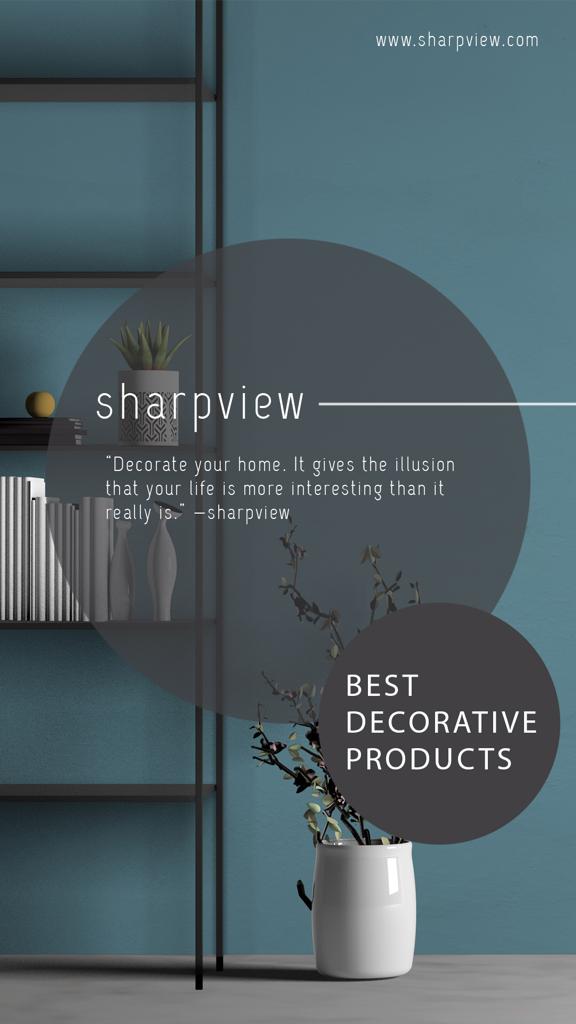 www.sharpview.com
sharpview
“Decorate your home. It gives the illusion
that your life is more interesting than it
really is.” —sharpview
BEST
DECORATIVE
PRODUCTS